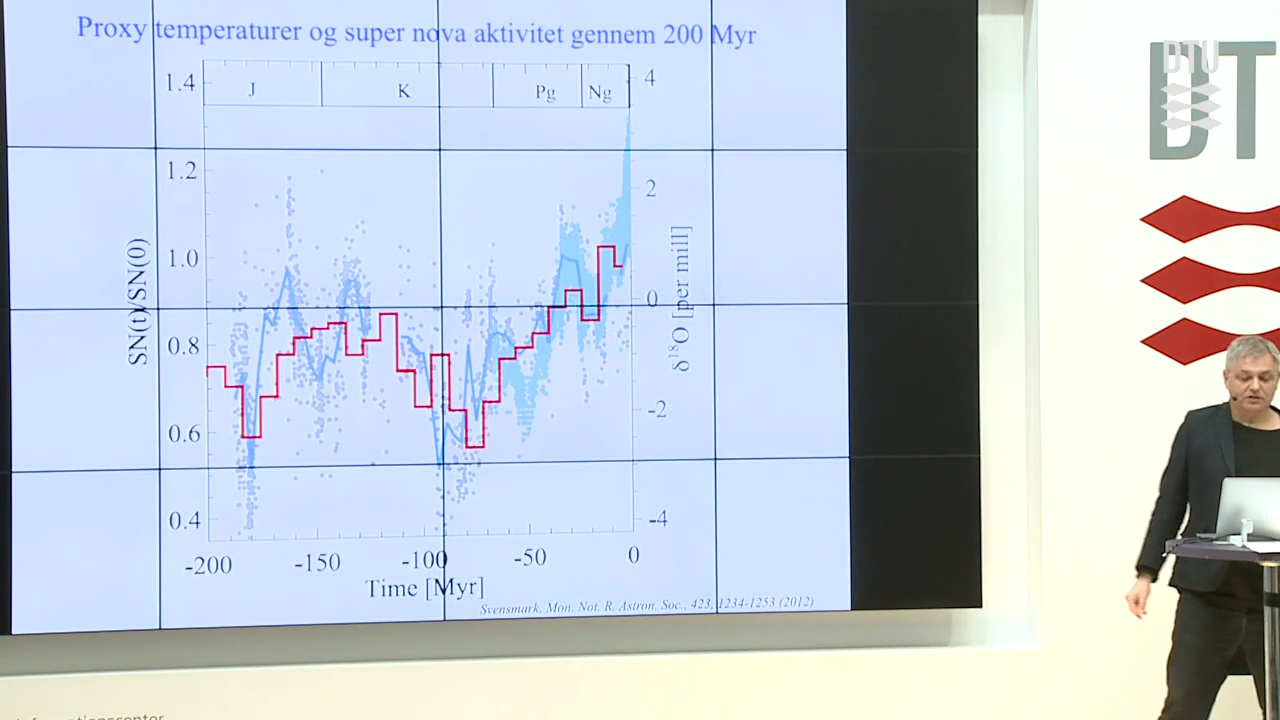 Proxy temperaturer og super nova aktivitet gennem 200 Myr
J K Pg Ng
1.4
1.2
1.0
0.8
0.6
0.4
SN(t)/SN(0)
4
2
0
-2
-4
δ¹⁸O [per mill]
-200 -150 -100 -50 0
Time [Myr]
Svensmark, Mon. Not. R. Astron. Soc., 423, 1234-1253 (2012)
DTU
DT